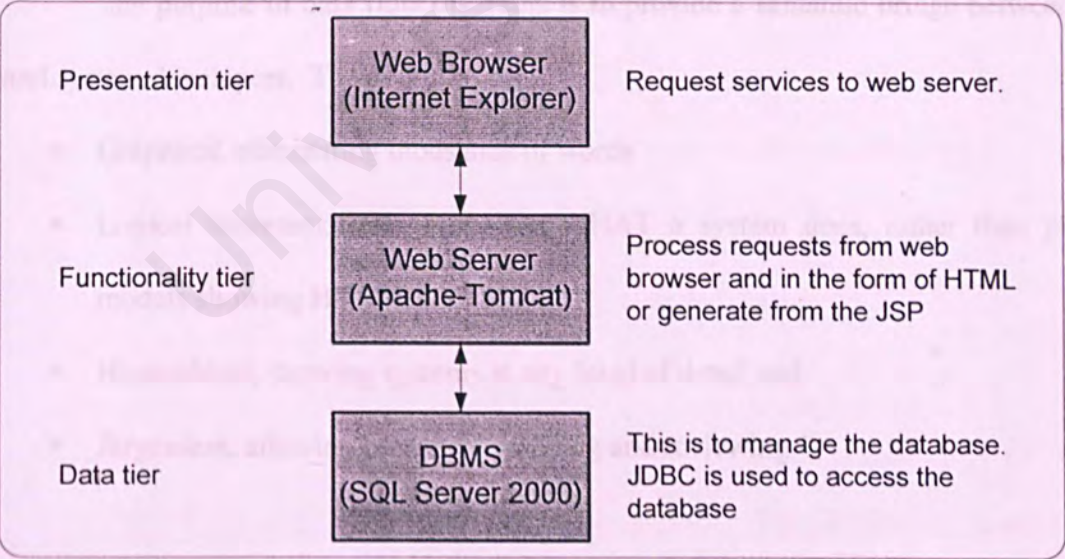 Presentation tier
Web Browser
(Internet Explorer)
Request services to web server.
Functionality tier
Web Server
(Apache-Tomcat)
Process requests from web
browser and in the form of HTML
or generate from the JSP
Data tier
DBMS
(SQL Server 2000)
This is to manage the database.
JDBC is used to access the
database
Univ